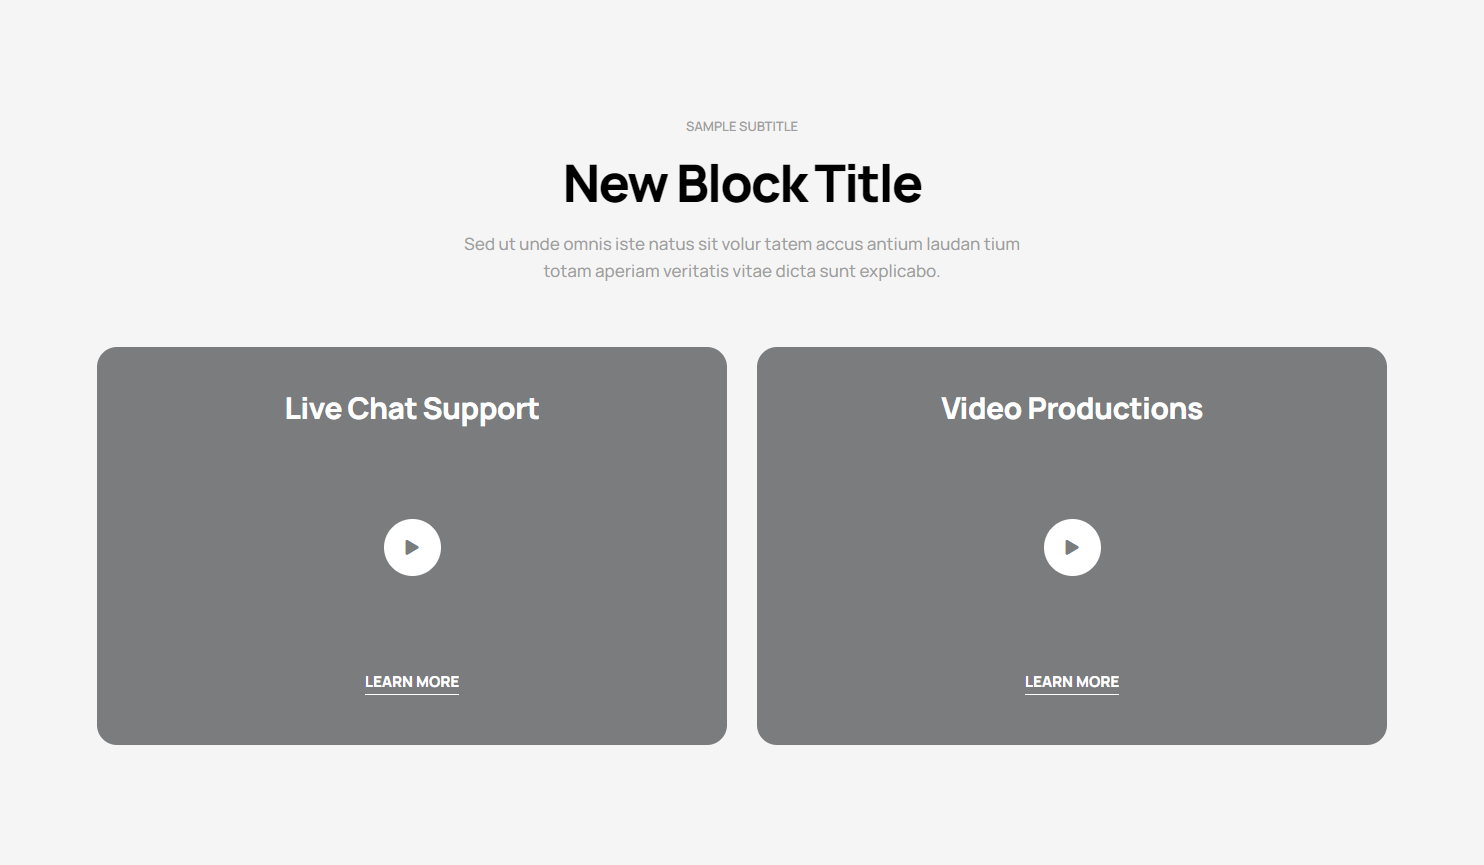 SAMPLE SUBTITLE
New Block Title
Sed ut unde omnis iste natus sit volur tatem accus antium laudan tium
totam aperiam veritatis vitae dicta sunt explicabo.
Live Chat Support
LEARN MORE
Video Productions
LEARN MORE